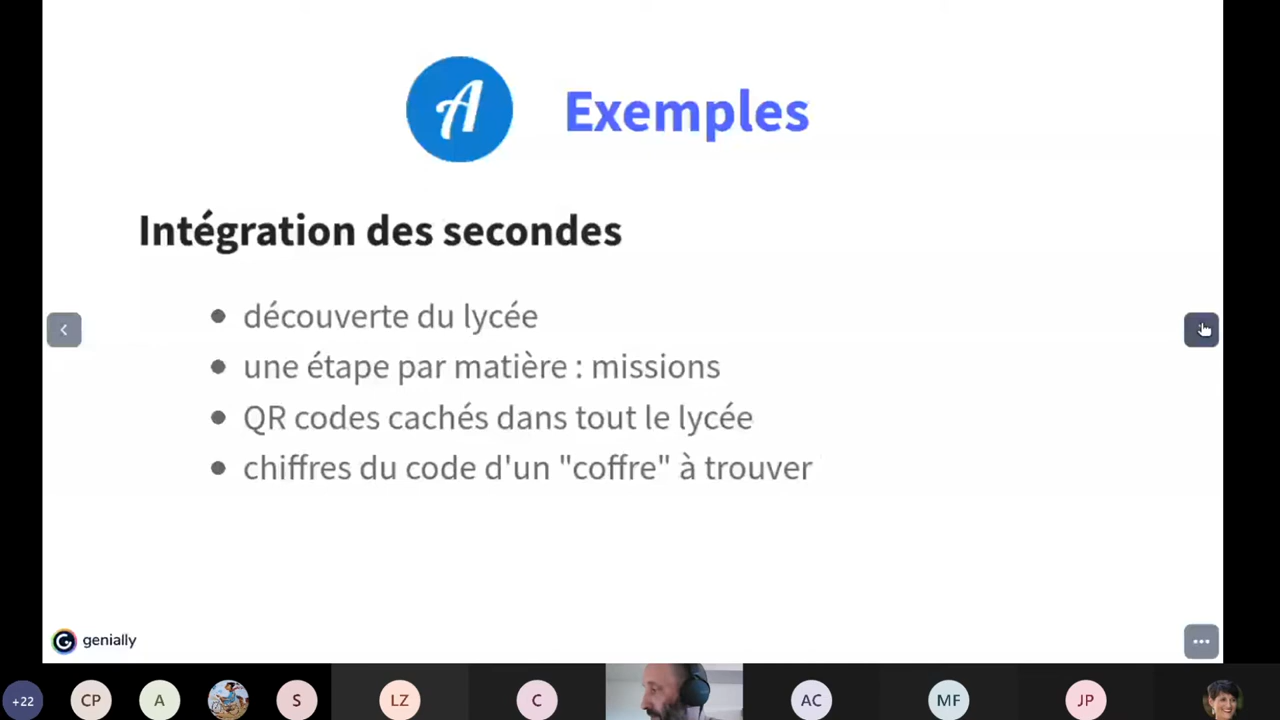 A
Exemples
Intégration des secondes
découverte du lycée
une étape par matière : missions
QR codes cachés dans tout le lycée
chiffres du code d'un "coffre" à trouver
genially
+22
CP
A
S
LZ
C
AC
MF
JP